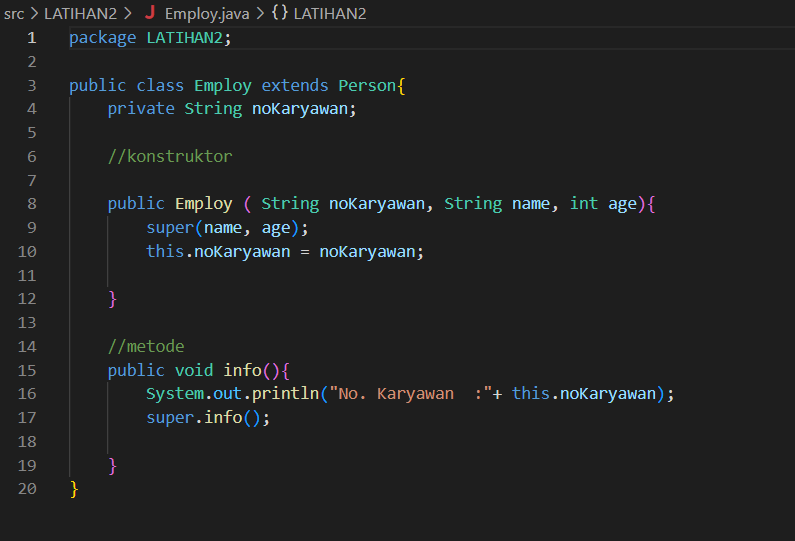 src > LATIHAN2 > J Employ.java > {} LATIHAN2
1 package LATIHAN2;
2
3 public class Employ extends Person{
4     private String noKaryawan;
5
6     //konstruktor
7
8     public Employ ( String noKaryawan, String name, int age){
9         super(name, age);
10         this.noKaryawan = noKaryawan;
11
12     }
13
14     //metode
15     public void info(){
16         System.out.println("No. Karyawan  :"+ this.noKaryawan);
17         super.info();
18
19     }
20 }